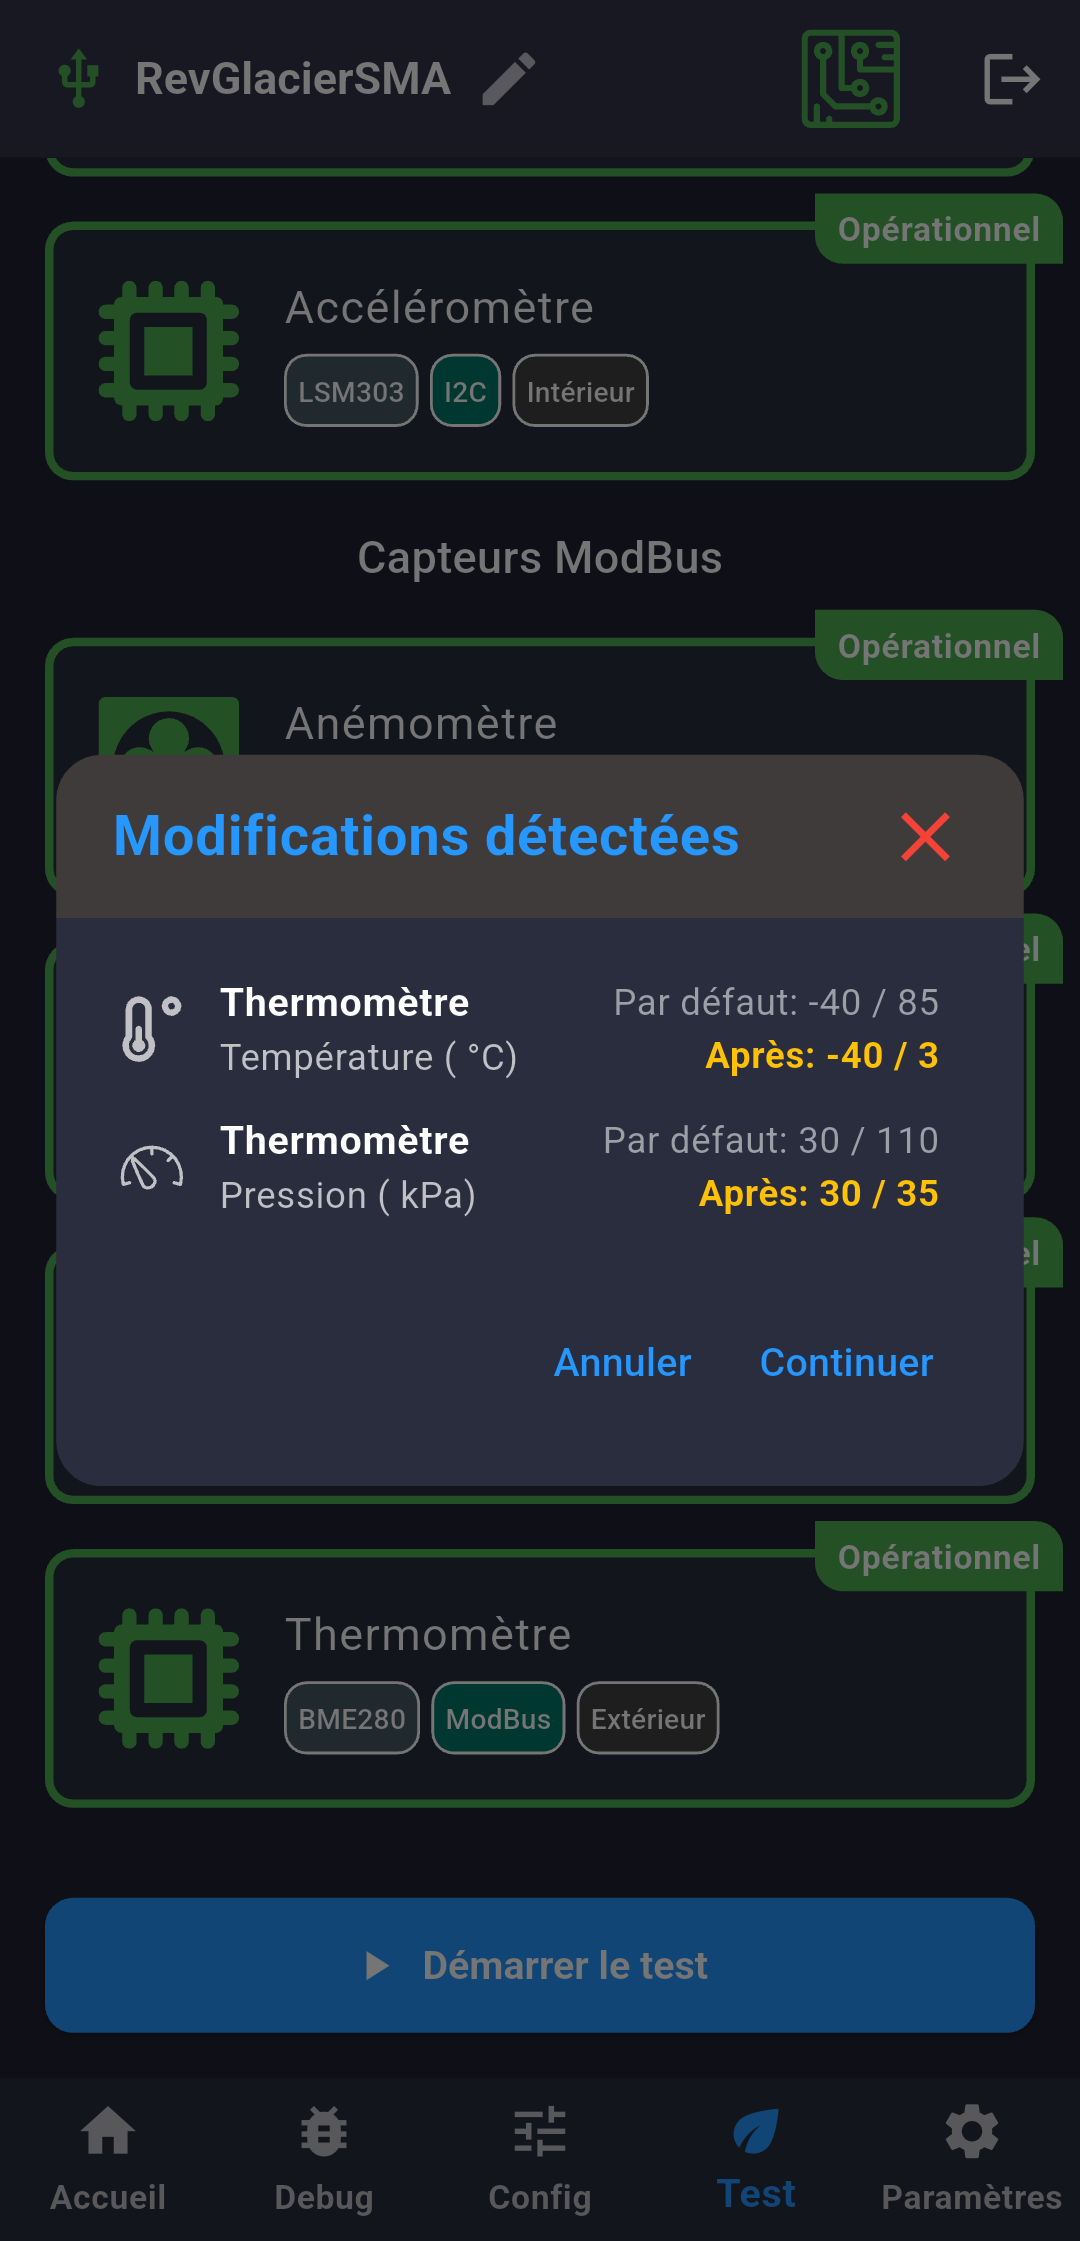 RevGlacierSMA
Opérationnel
Accéléromètre
LSM303 I2C Intérieur
Capteurs ModBus
Opérationnel
Anémomètre
Modifications détectées
el
Thermomètre Par défaut: -40 / 85
Température ( °C) Après: -40 / 3
Thermomètre Par défaut: 30 / 110
Pression ( kPa) Après: 30 / 35
el
Annuler Continuer
Opérationnel
Thermomètre
BME280 ModBus Extérieur
Démarrer le test
Accueil Debug Config Test Paramètres